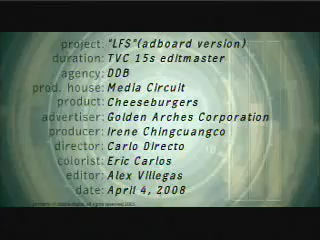 project: "LFS"(adboard version)
duration: TVC 15s editmaster
agency: DDB
prod. house: Media Circuit
product: Cheeseburgers
advertiser: Golden Arches Corporation
producer: Irene Chingcuangco
director: Carlo Directo
colorist: Eric Carlos
editor: Alex Villegas
date: April 4, 2008